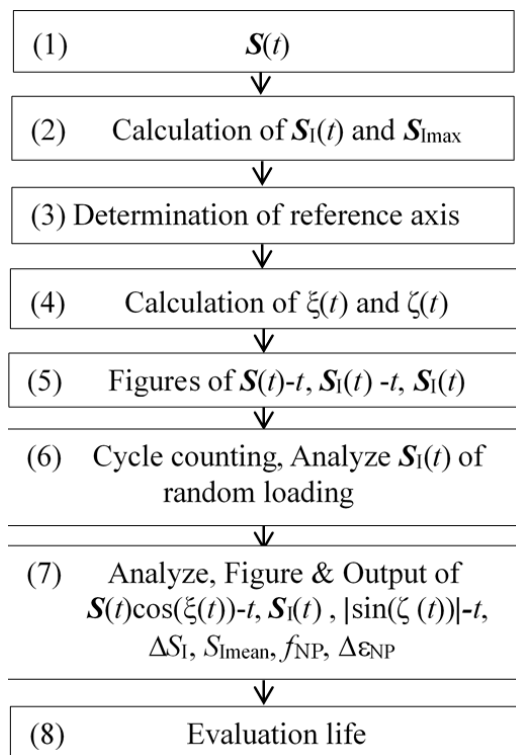 (1) S(t)
(2) Calculation of S_I(t) and S_Imax
(3) Determination of reference axis
(4) Calculation of ξ(t) and ζ(t)
(5) Figures of S(t)-t, S_I(t) -t, S_I(t)
(6) Cycle counting, Analyze S_I(t) of
random loading
(7) Analyze, Figure & Output of
S(t)cos(ξ(t))-t, S_I(t) , |sin(ζ (t))|-t,
ΔS_I, S_Imean, f_NP, Δε_NP
(8) Evaluation life